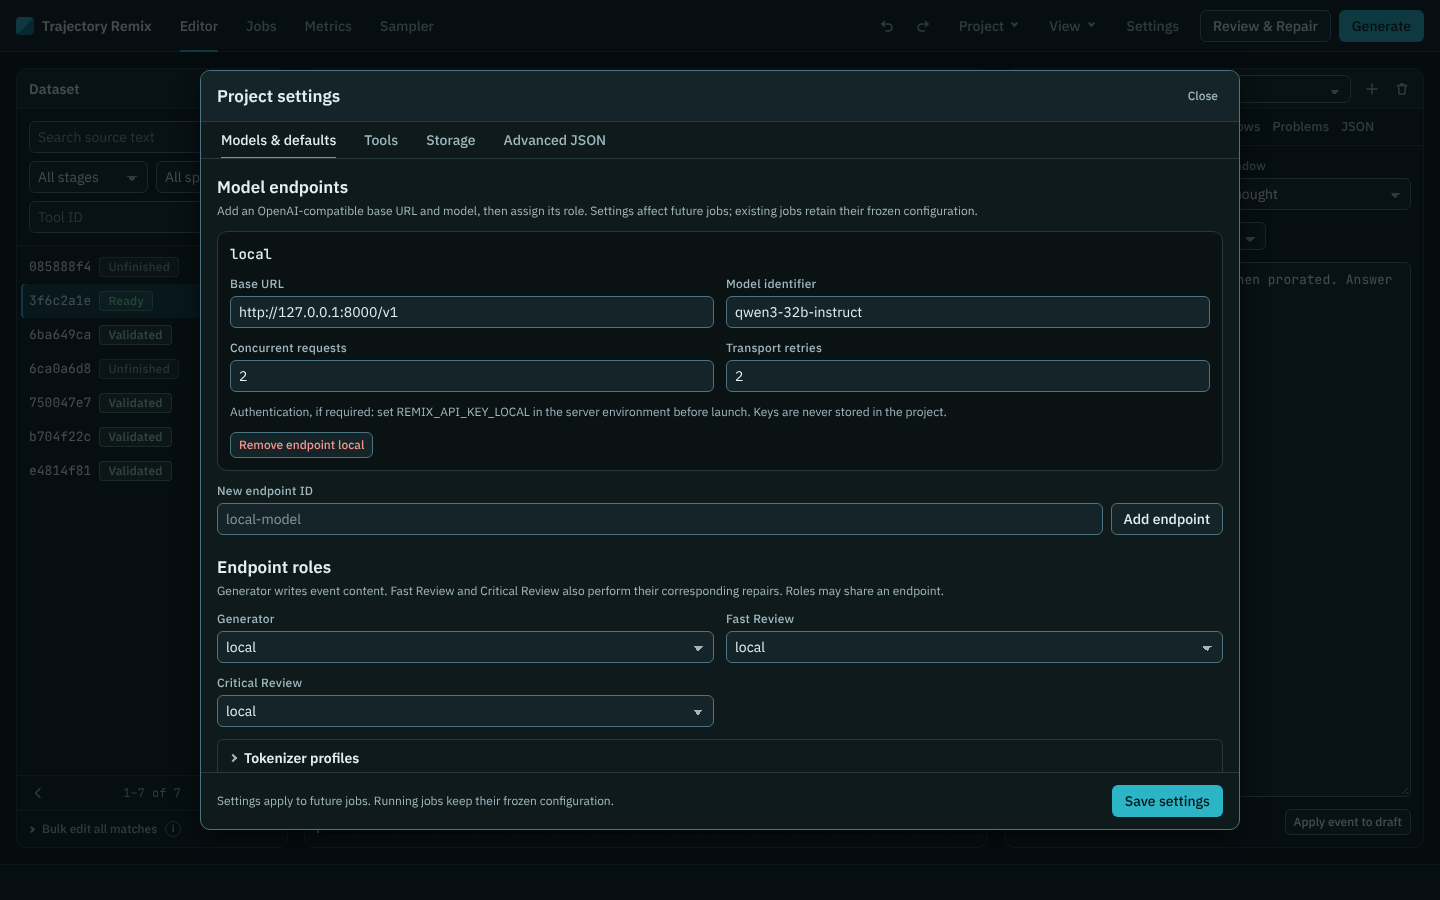 Trajectory Remix
Editor
Jobs
Metrics
Sampler
Project
View
Settings
Review & Repair
Generate
Dataset
Search source text
All stages
All sp
Tool ID
085888f4 Unfinished
3f6c2a1e Ready
6ba649ca Validated
6ca0a6d8 Unfinished
750047e7 Validated
b704f22c Validated
e4814f81 Validated
1–7 of 7
Bulk edit all matches
Project settings
Close
Models & defaults
Tools
Storage
Advanced JSON
Model endpoints
Add an OpenAI-compatible base URL and model, then assign its role. Settings affect future jobs; existing jobs retain their frozen configuration.
local
Base URL
Model identifier
http://127.0.0.1:8000/v1
qwen3-32b-instruct
Concurrent requests
Transport retries
2
2
Authentication, if required: set REMIX_API_KEY_LOCAL in the server environment before launch. Keys are never stored in the project.
Remove endpoint local
New endpoint ID
local-model
Add endpoint
Endpoint roles
Generator writes event content. Fast Review and Critical Review also perform their corresponding repairs. Roles may share an endpoint.
Generator
Fast Review
local
local
Critical Review
local
Tokenizer profiles
Settings apply to future jobs. Running jobs keep their frozen configuration.
Save settings
ows
Problems
JSON
dow
ought
hen prorated. Answer
Apply event to draft